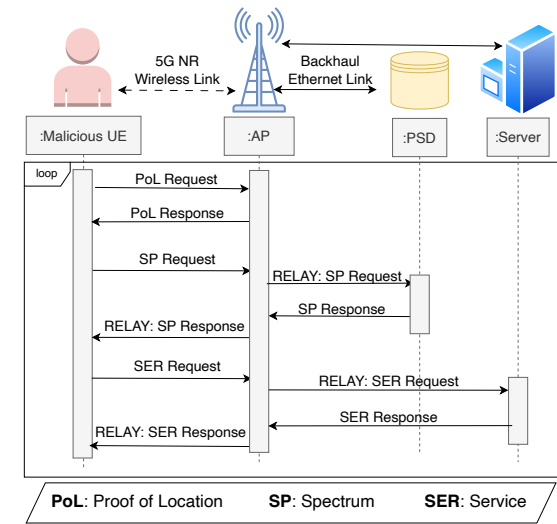 5G NR
Wireless Link
Backhaul
Ethernet Link
:Malicious UE
:AP
:PSD
:Server
loop
PoL Request
PoL Response
SP Request
RELAY: SP Request
SP Response
RELAY: SP Response
SER Request
RELAY: SER Request
SER Response
RELAY: SER Response
PoL: Proof of Location SP: Spectrum SER: Service